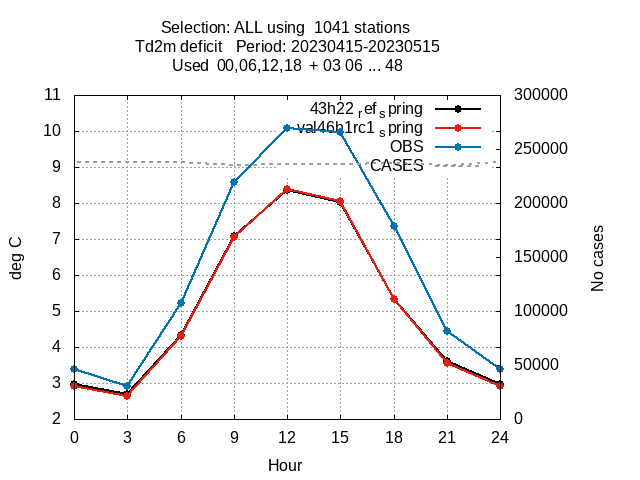 Selection: ALL using 1041 stations
Td2m deficit Period: 20230415-20230515
Used 00,06,12,18 + 03 06 ... 48
11
10
9
8
7
6
5
4
3
2
300000
250000
200000
150000
100000
50000
0
43h22 ref spring
val46h1rc1 spring
OBS
CASES
deg C
No cases
0 3 6 9 12 15 18 21 24
Hour